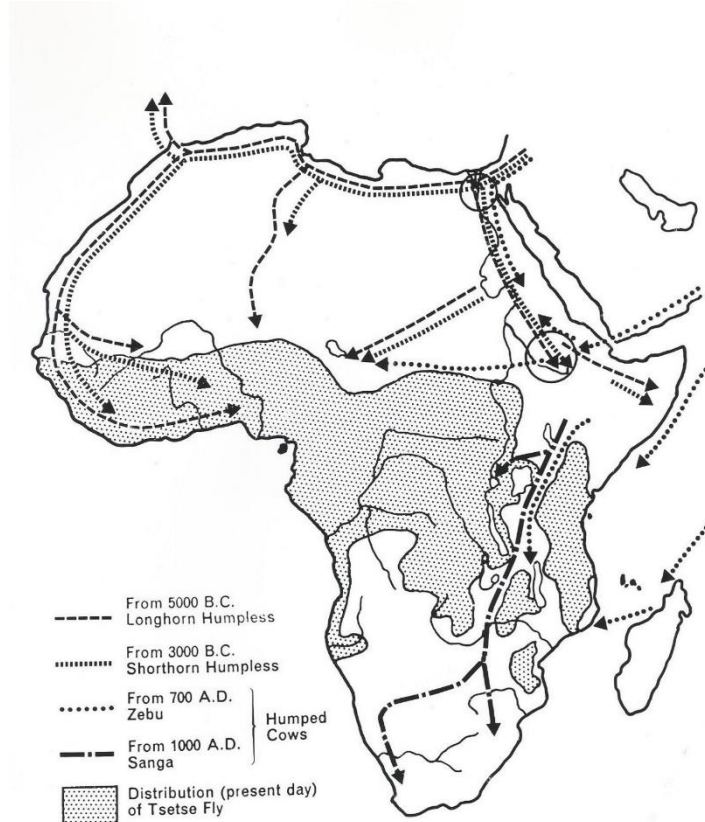 From 5000 B.C.
Longhorn Humpless
From 3000 B.C.
Shorthorn Humpless
From 700 A.D.
Zebu
Humped
Cows
From 1000 A.D.
Sanga
Distribution (present day)
of Tsetse Fly